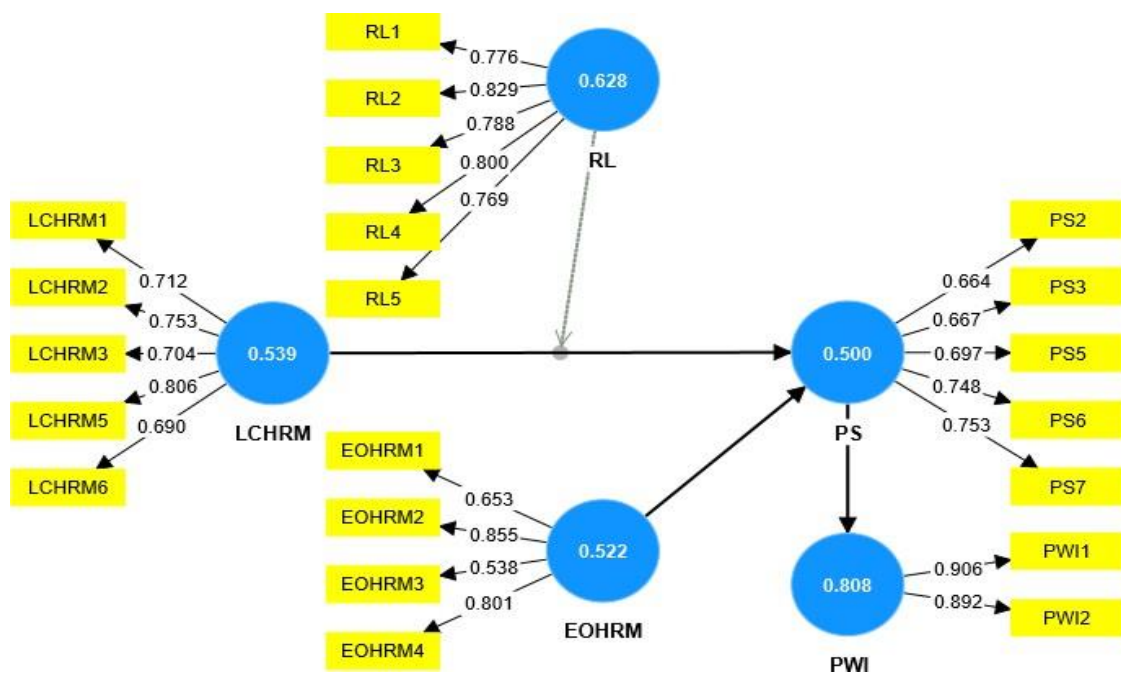 RL1
RL2
RL3
RL4
RL5
0.776
0.829
0.788
0.800
0.769
0.628
RL
LCHRM1
LCHRM2
LCHRM3
LCHRM5
LCHRM6
0.712
0.753
0.704
0.806
0.690
0.539
LCHRM
EOHRM1
EOHRM2
EOHRM3
EOHRM4
0.653
0.855
0.538
0.801
0.522
EOHRM
0.500
PS
0.664
0.667
0.697
0.748
0.753
PS2
PS3
PS5
PS6
PS7
0.808
PWI
0.906
0.892
PWI1
PWI2